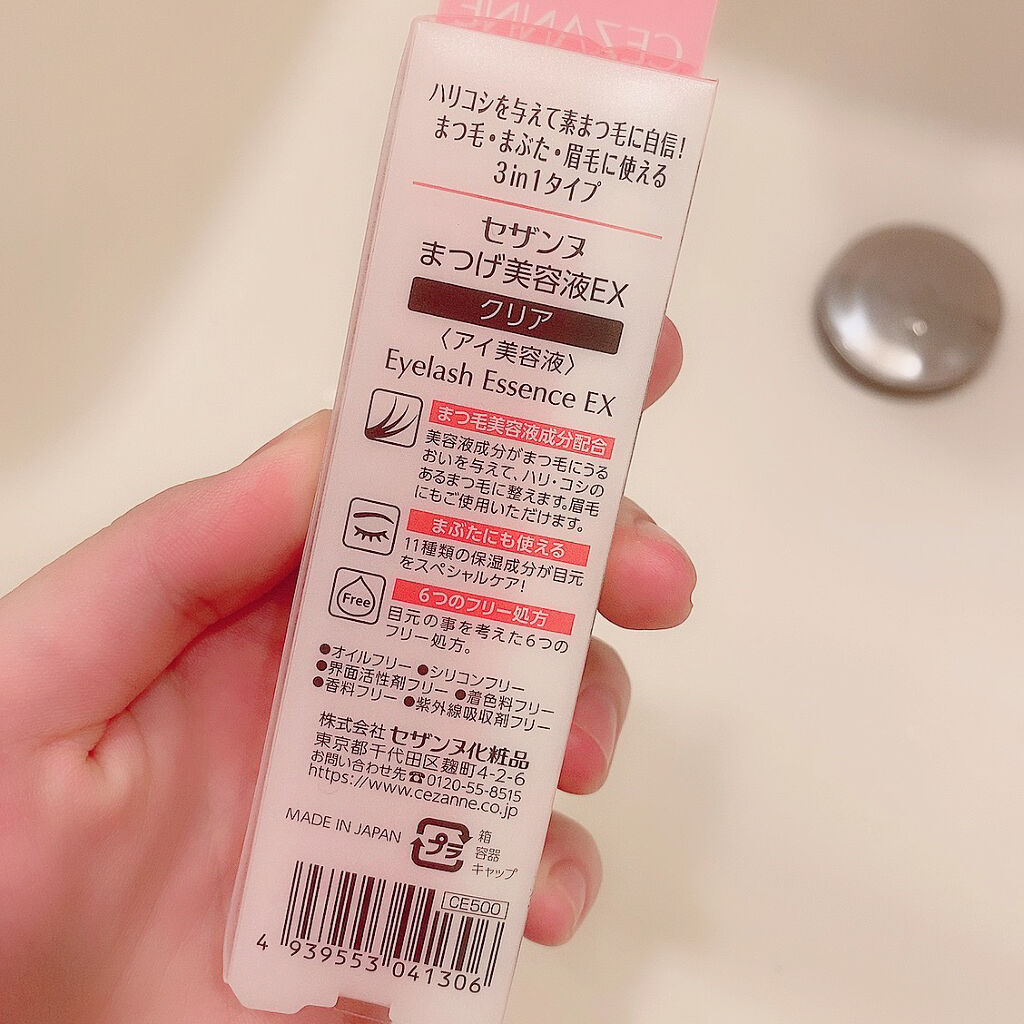 CEZANNE
ハリコシを与えて素まつ毛に自信!
まつ毛・まぶた・眉毛に使える
3in1タイプ
セザンヌ
まつげ美容液EX
クリア
〈アイ美容液〉
Eyelash Essence EX
まつ毛美容液成分配合
美容液成分がまつ毛にうる
おいを与えて、ハリ・コシの
あるまつ毛に整えます。眉毛
にもご使用いただけます。
まぶたにも使える
11種類の保湿成分が目元
をスペシャルケア!
Free
6つのフリー処方
目元の事を考えた6つの
フリー処方。
●オイルフリー ●シリコンフリー
●界面活性剤フリー ●着色料フリー
●香料フリー ●紫外線吸収剤フリー
株式会社 セザンヌ化粧品
東京都千代田区麹町4-2-6
お問い合わせ先☎0120-55-8515
https://www.cezanne.co.jp
MADE IN JAPAN
プラ
箱
容器
キャップ
CE500
4 939553 041306